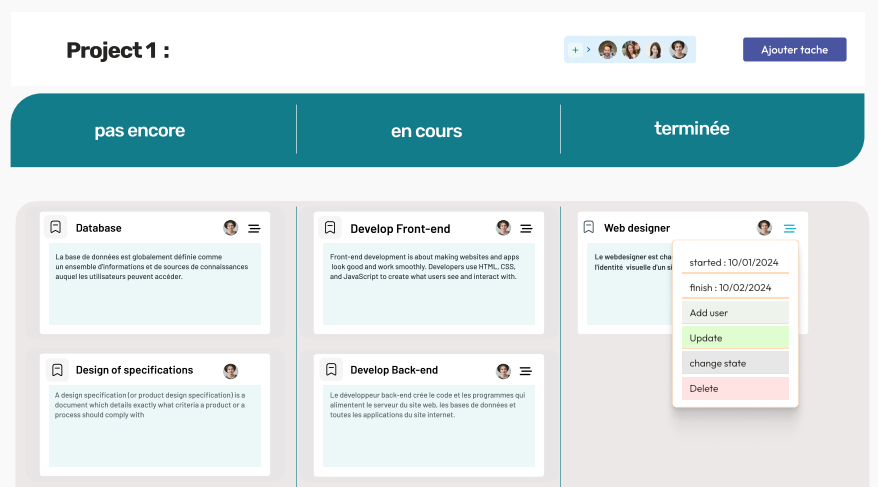 Project 1 :
Ajouter tache
pas encore
en cours
terminée
Database
La base de données est globalement définie comme
un ensemble d'informations et de sources de connaissances
auquel les utilisateurs peuvent accéder.
Design of specifications
A design specification (or product design specification) is a
document which details exactly what criteria a product or a
process should comply with
Develop Front-end
Front-end development is about making websites and apps
look good and work smoothly. Developers use HTML, CSS,
and JavaScript to create what users see and interact with.
Develop Back-end
Le développeur back-end crée le code et les programmes qui
alimentent le serveur du site web, les bases de données et
toutes les applications du site internet.
Web designer
Le webdesigner est cha
l'identité visuelle d'un si
started : 10/01/2024
finish : 10/02/2024
Add user
Update
change state
Delete